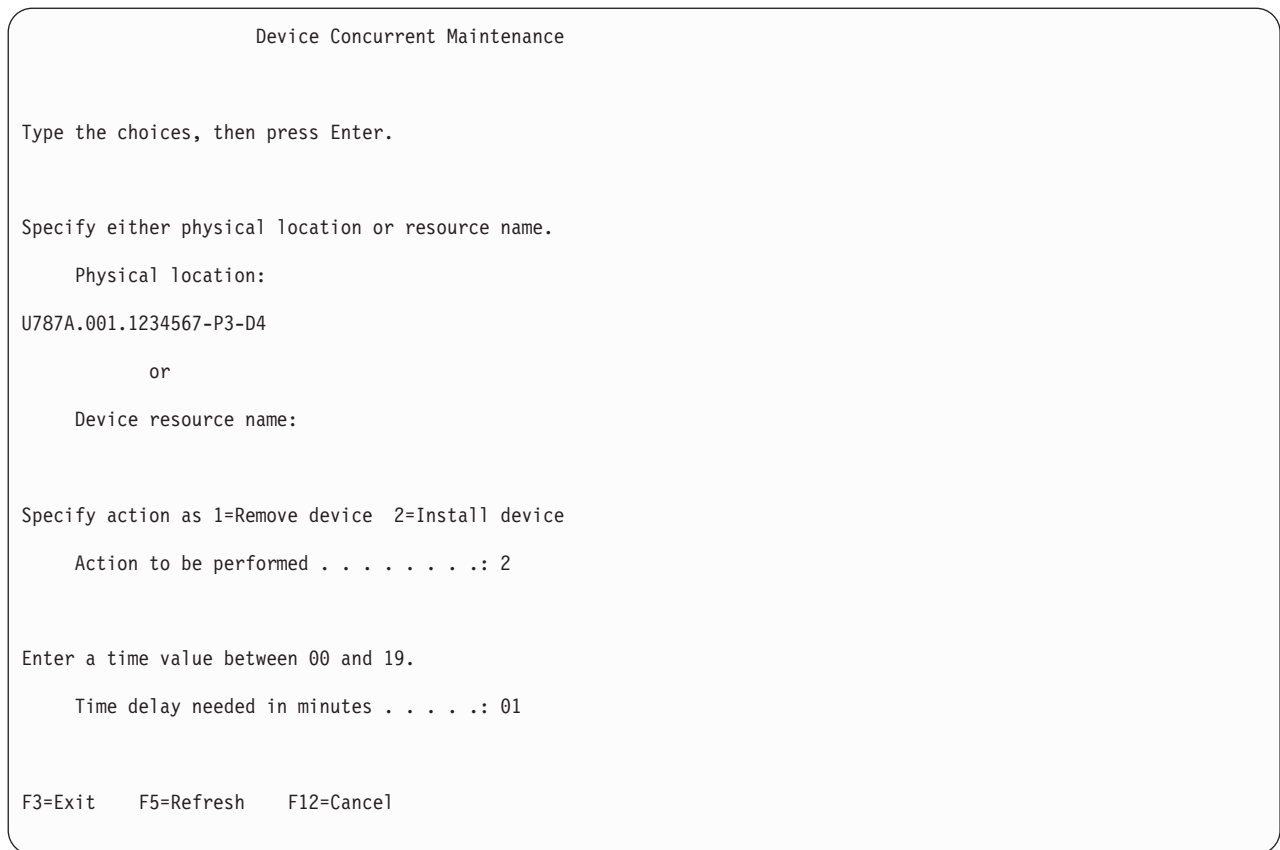 Device Concurrent Maintenance
Type the choices, then press Enter.
Specify either physical location or resource name.
Physical location:
U787A.001.1234567-P3-D4
or
Device resource name:
Specify action as 1=Remove device 2=Install device
Action to be performed . . . . . . . .: 2
Enter a time value between 00 and 19.
Time delay needed in minutes . . . . .: 01
F3=Exit F5=Refresh F12=Cancel